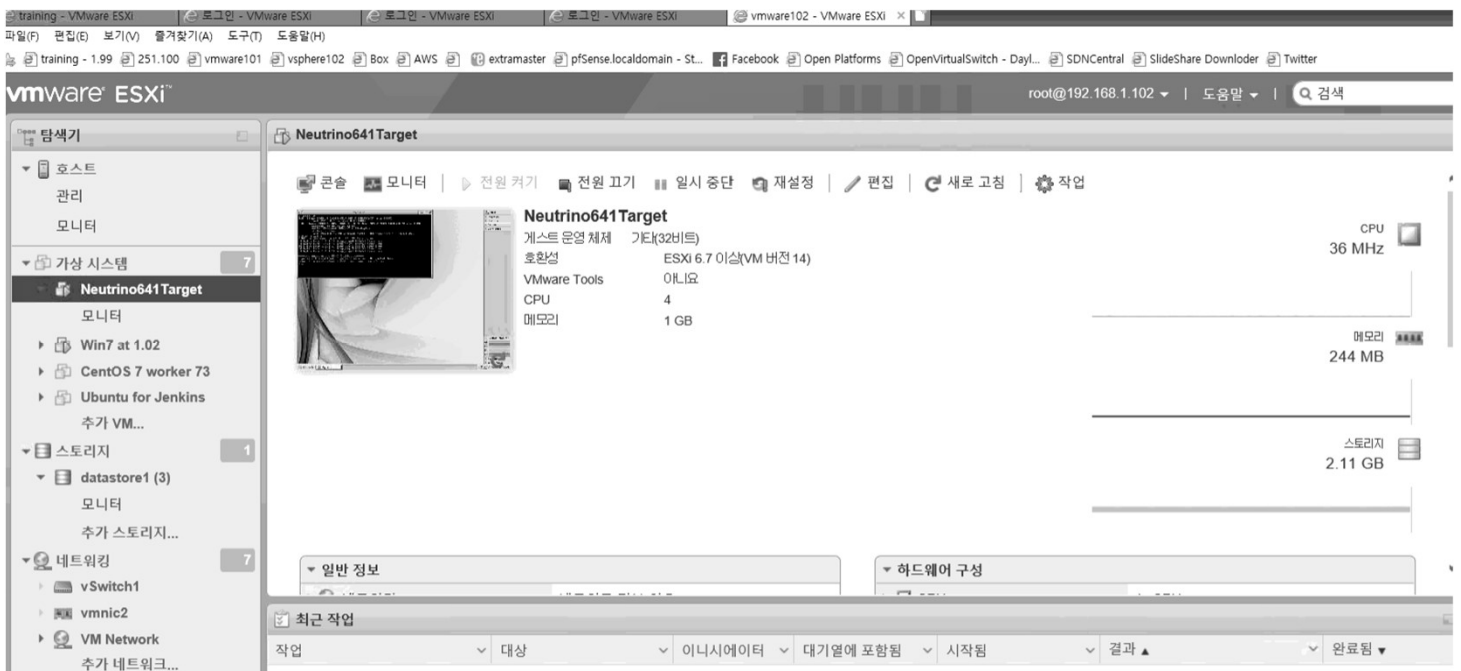 training - VMware ESXi 로그인 - VMware ESXi 로그인 - VMware ESXi 로그인 - VMware ESXi vmware102 - VMware ESXi ×
파일(F) 편집(E) 보기(V) 즐겨찾기(A) 도구(T) 도움말(H)
training - 1.99 251.100 vmware101 vsphere102 Box AWS extramaster pfSense.localdomain - St... Facebook Open Platforms OpenVirtualSwitch - Dayl... SDNCentral SlideShare Downloder Twitter
vmware ESXi™ root@192.168.1.102 | 도움말 | 검색
탐색기
호스트
관리
모니터
가상 시스템 7
Neutrino641Target
모니터
Win7 at 1.02
CentOS 7 worker 73
Ubuntu for Jenkins
추가 VM...
스토리지 1
datastore1 (3)
모니터
추가 스토리지...
네트워킹 7
vSwitch1
vmnic2
VM Network
추가 네트워크...
Neutrino641Target
콘솔 모니터 | 전원 켜기 전원 끄기 일시 중단 재설정 | 편집 | 새로 고침 | 작업
Neutrino641Target
게스트 운영 체제 기타(32비트)
호환성 ESXi 6.7 이상(VM 버전 14)
VMware Tools 아니요
CPU 4
메모리 1 GB
CPU
36 MHz
메모리
244 MB
스토리지
2.11 GB
일반 정보
하드웨어 구성
최근 작업
작업 대상 이니시에이터 대기열에 포함됨 시작됨 결과 ▲ 완료됨 ▼